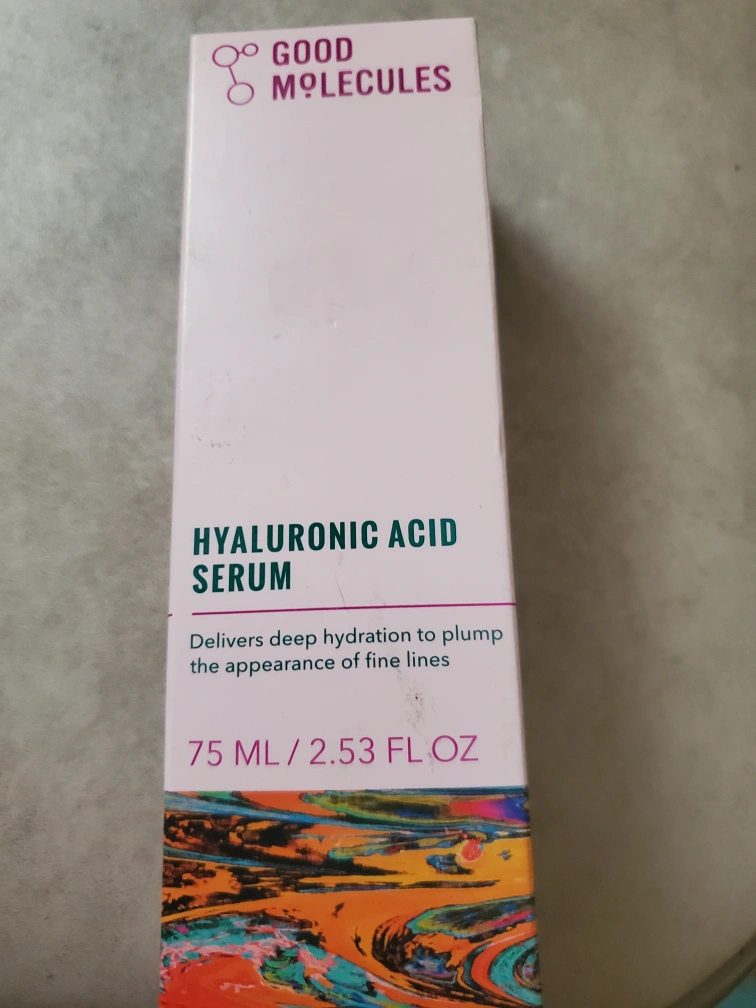 GOOD
MOLECULES
HYALURONIC ACID
SERUM
Delivers deep hydration to plump
the appearance of fine lines
75 ML / 2.53 FL OZ